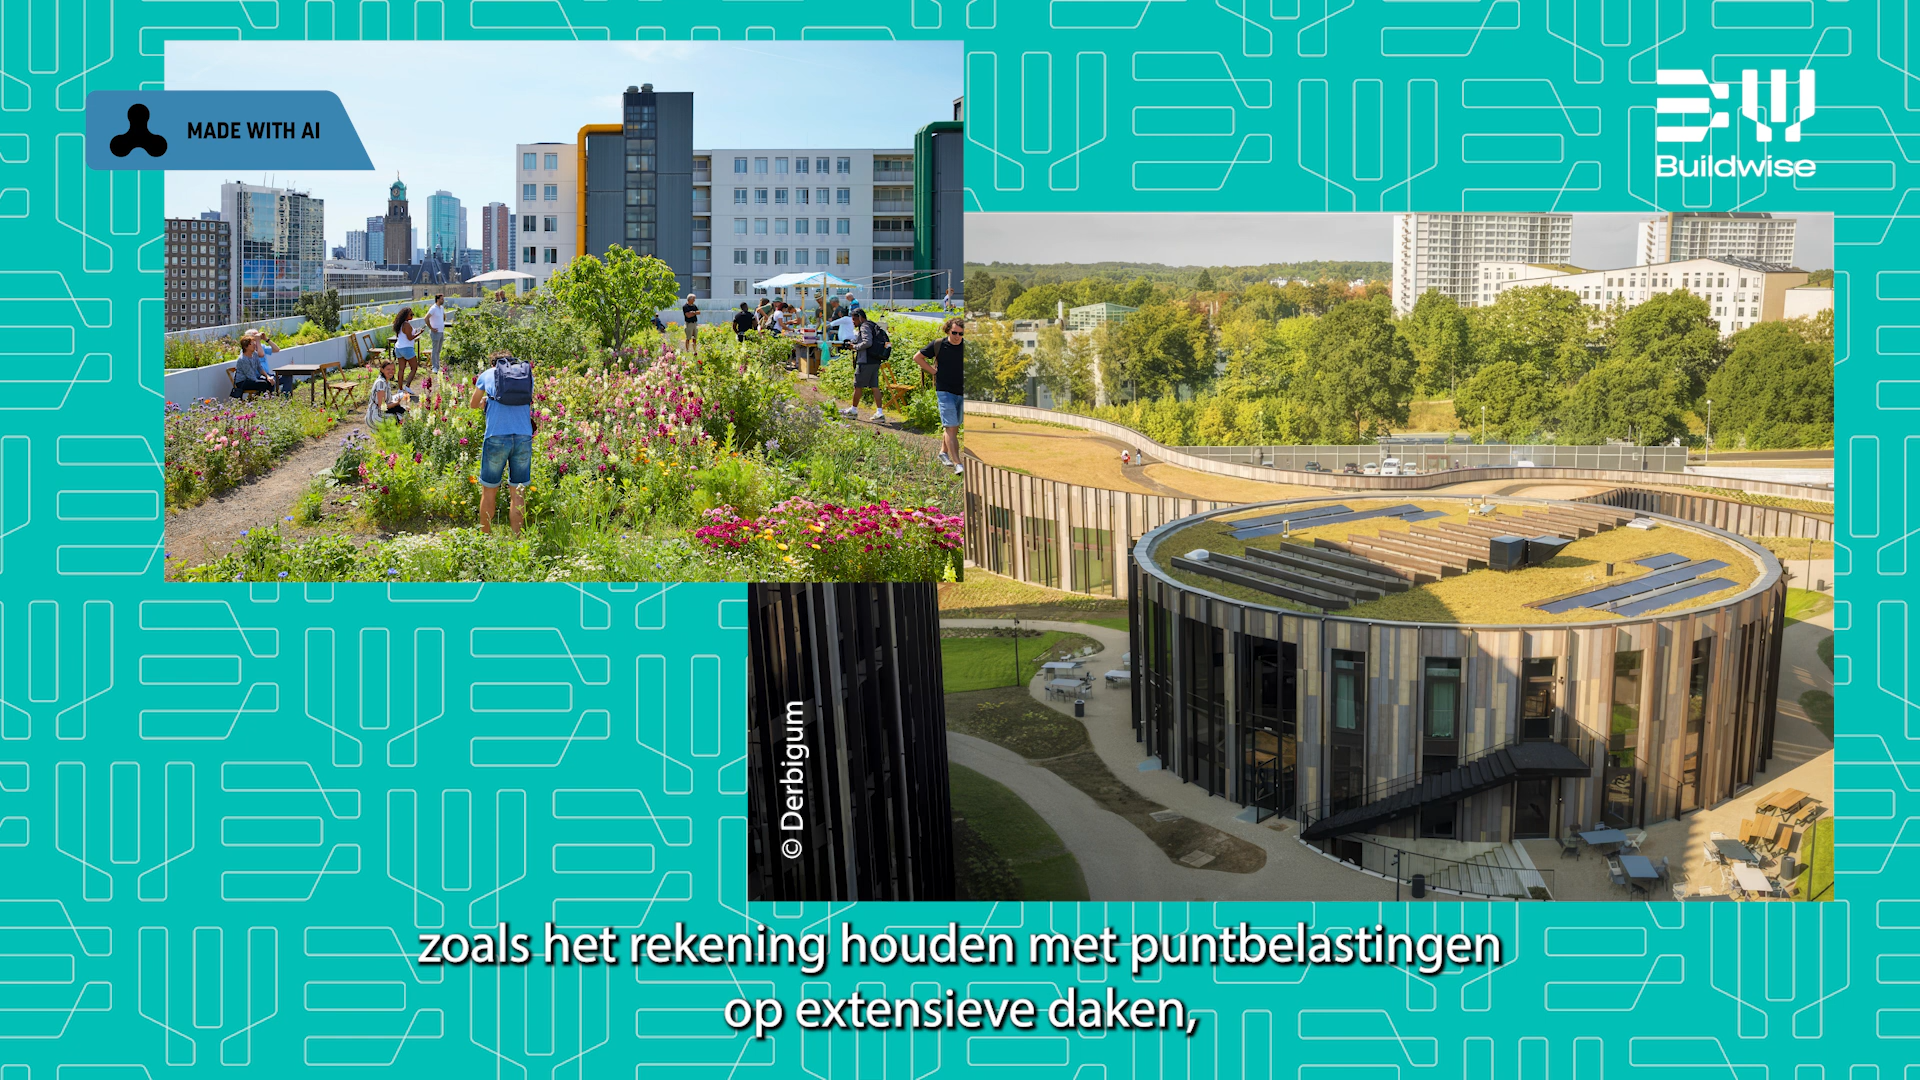 MADE WITH AI
Buildwise
© Derbigum
zoals het rekening houden met puntbelastingen
op extensieve daken,